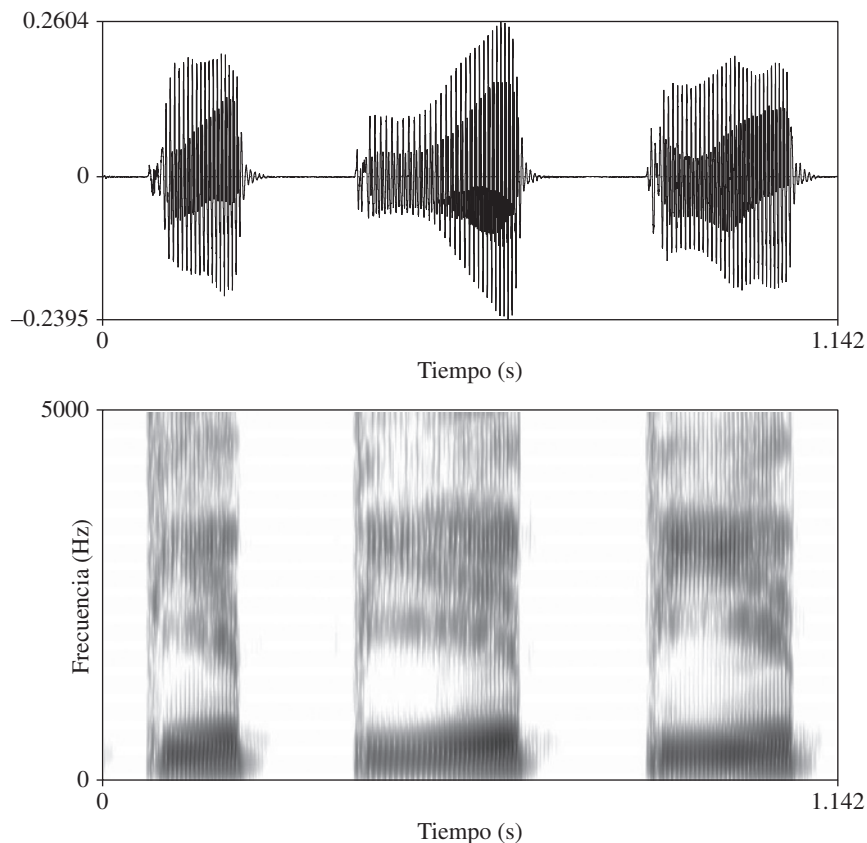 0.2604
0
–0.2395
0 1.142
Tiempo (s)
5000
Frecuencia (Hz)
0
0 1.142
Tiempo (s)